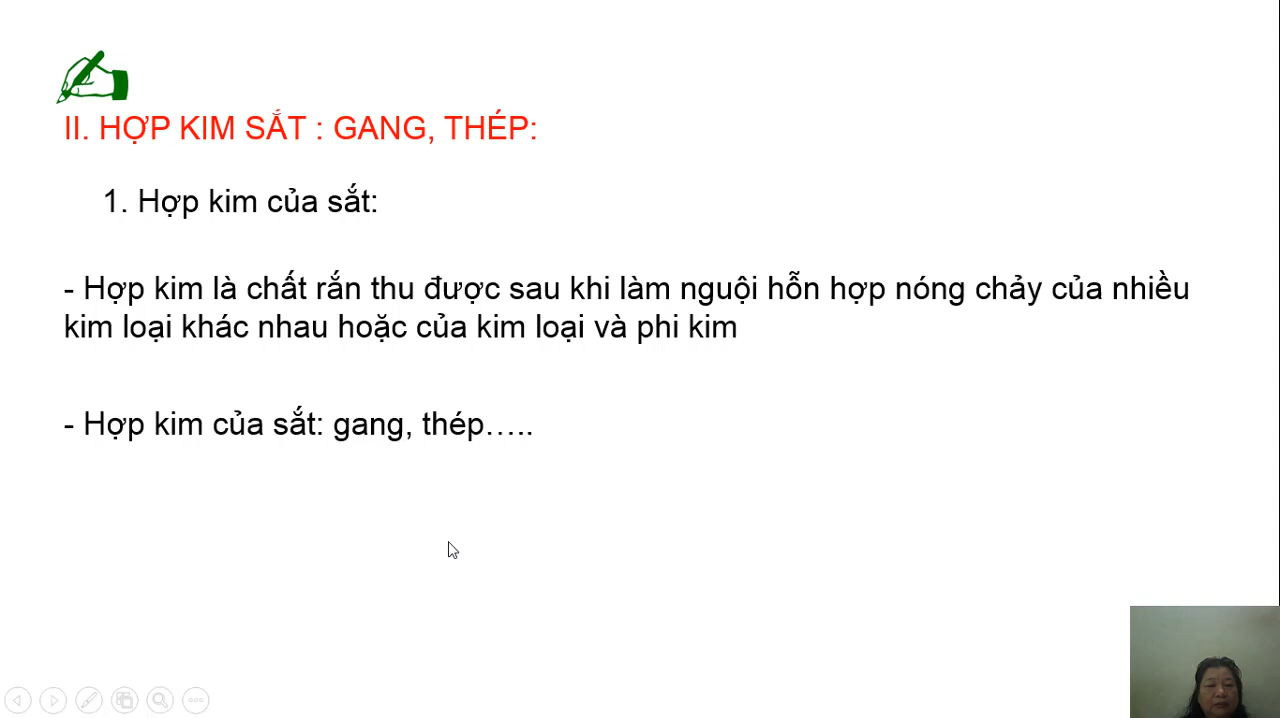 II. HỢP KIM SẮT : GANG, THÉP:
1. Hợp kim của sắt:
- Hợp kim là chất rắn thu được sau khi làm nguội hỗn hợp nóng chảy của nhiều
kim loại khác nhau hoặc của kim loại và phi kim
- Hợp kim của sắt: gang, thép…..